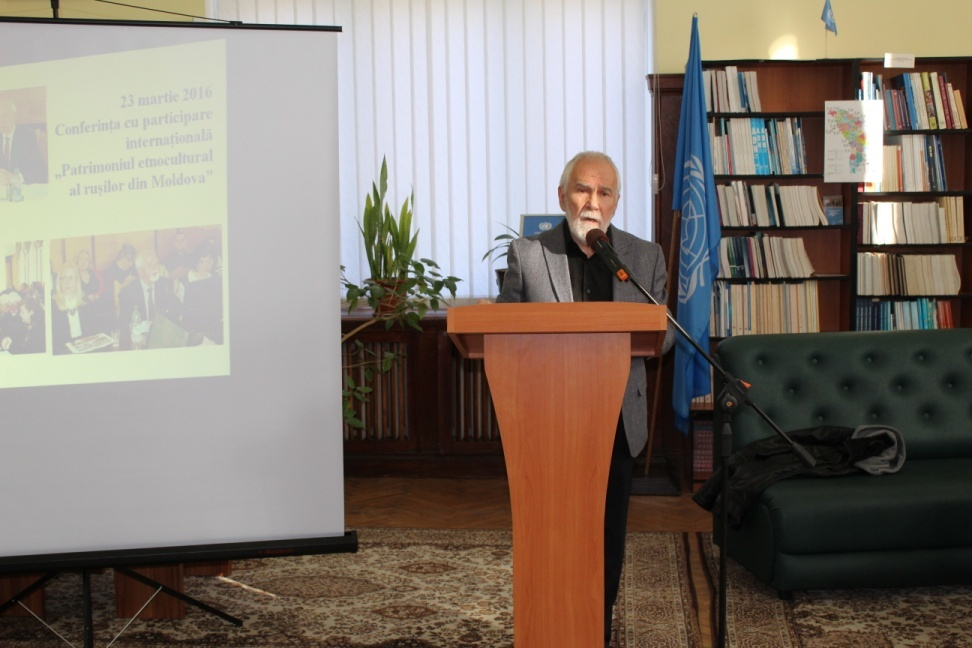 23 martie 2016
Conferința cu participare
internațională
„Patrimoniul etnocultural
al rușilor din Moldova”